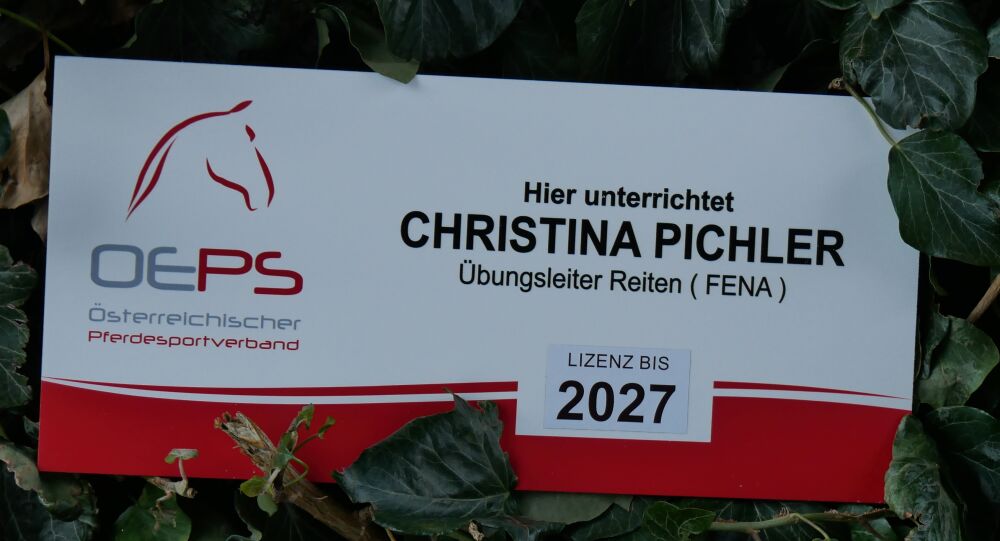 OEPS
Österreichischer
Pferdesportverband
Hier unterrichtet
CHRISTINA PICHLER
Übungsleiter Reiten ( FENA )
LIZENZ BIS
2027